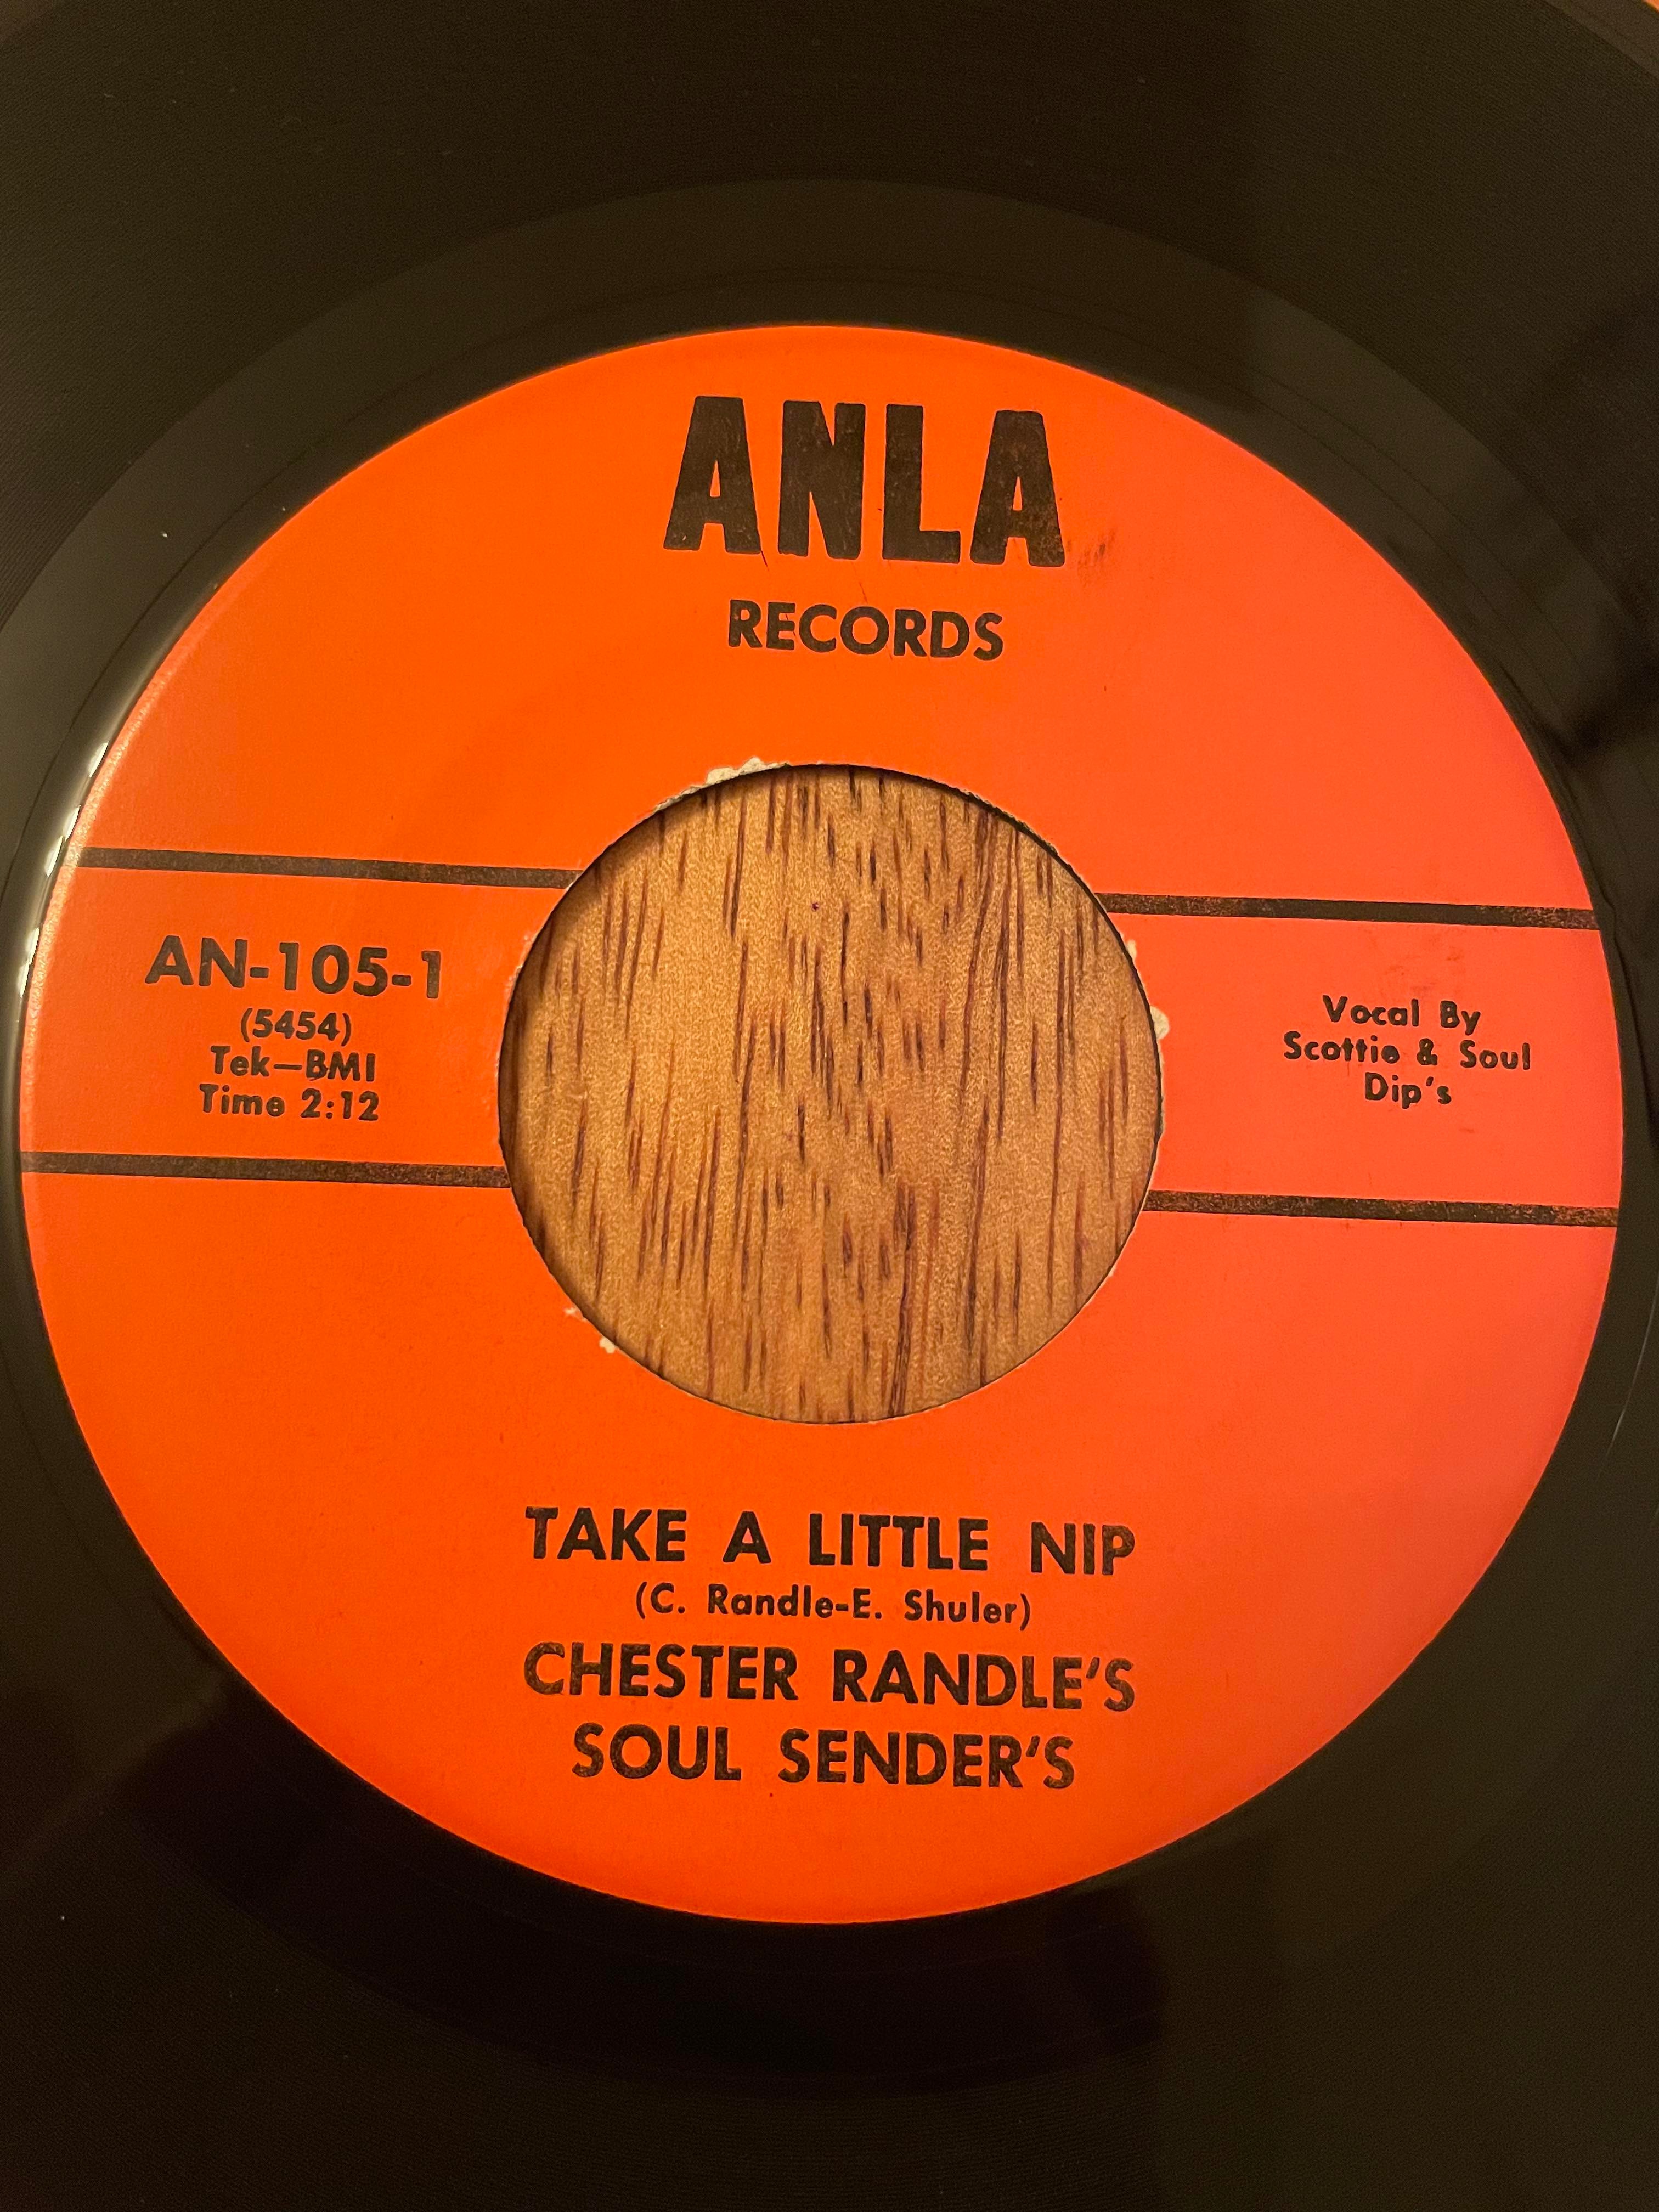 ANLA
RECORDS
AN-105-1
(5454)
Tek—BMI
Time 2:12
Vocal By
Scottie & Soul
Dip's
TAKE A LITTLE NIP
(C. Randle-E. Shuler)
CHESTER RANDLE'S
SOUL SENDER'S